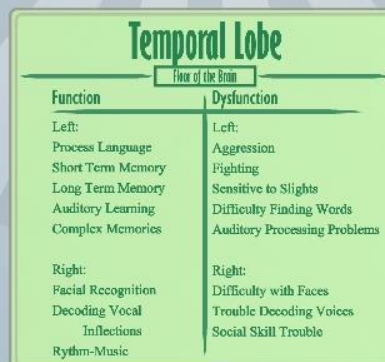 Temporal Lobe
Floor of the Brain
Function
Left:
Process Language
Short Term Memory
Long Term Memory
Auditory Learning
Complex Memories
Right:
Facial Recognition
Decoding Vocal
Inflections
Rythm-Music
Dysfunction
Left:
Aggression
Fighting
Sensitive to Slights
Difficulty Finding Words
Auditory Processing Problems
Right:
Difficulty with Faces
Trouble Decoding Voices
Social Skill Trouble